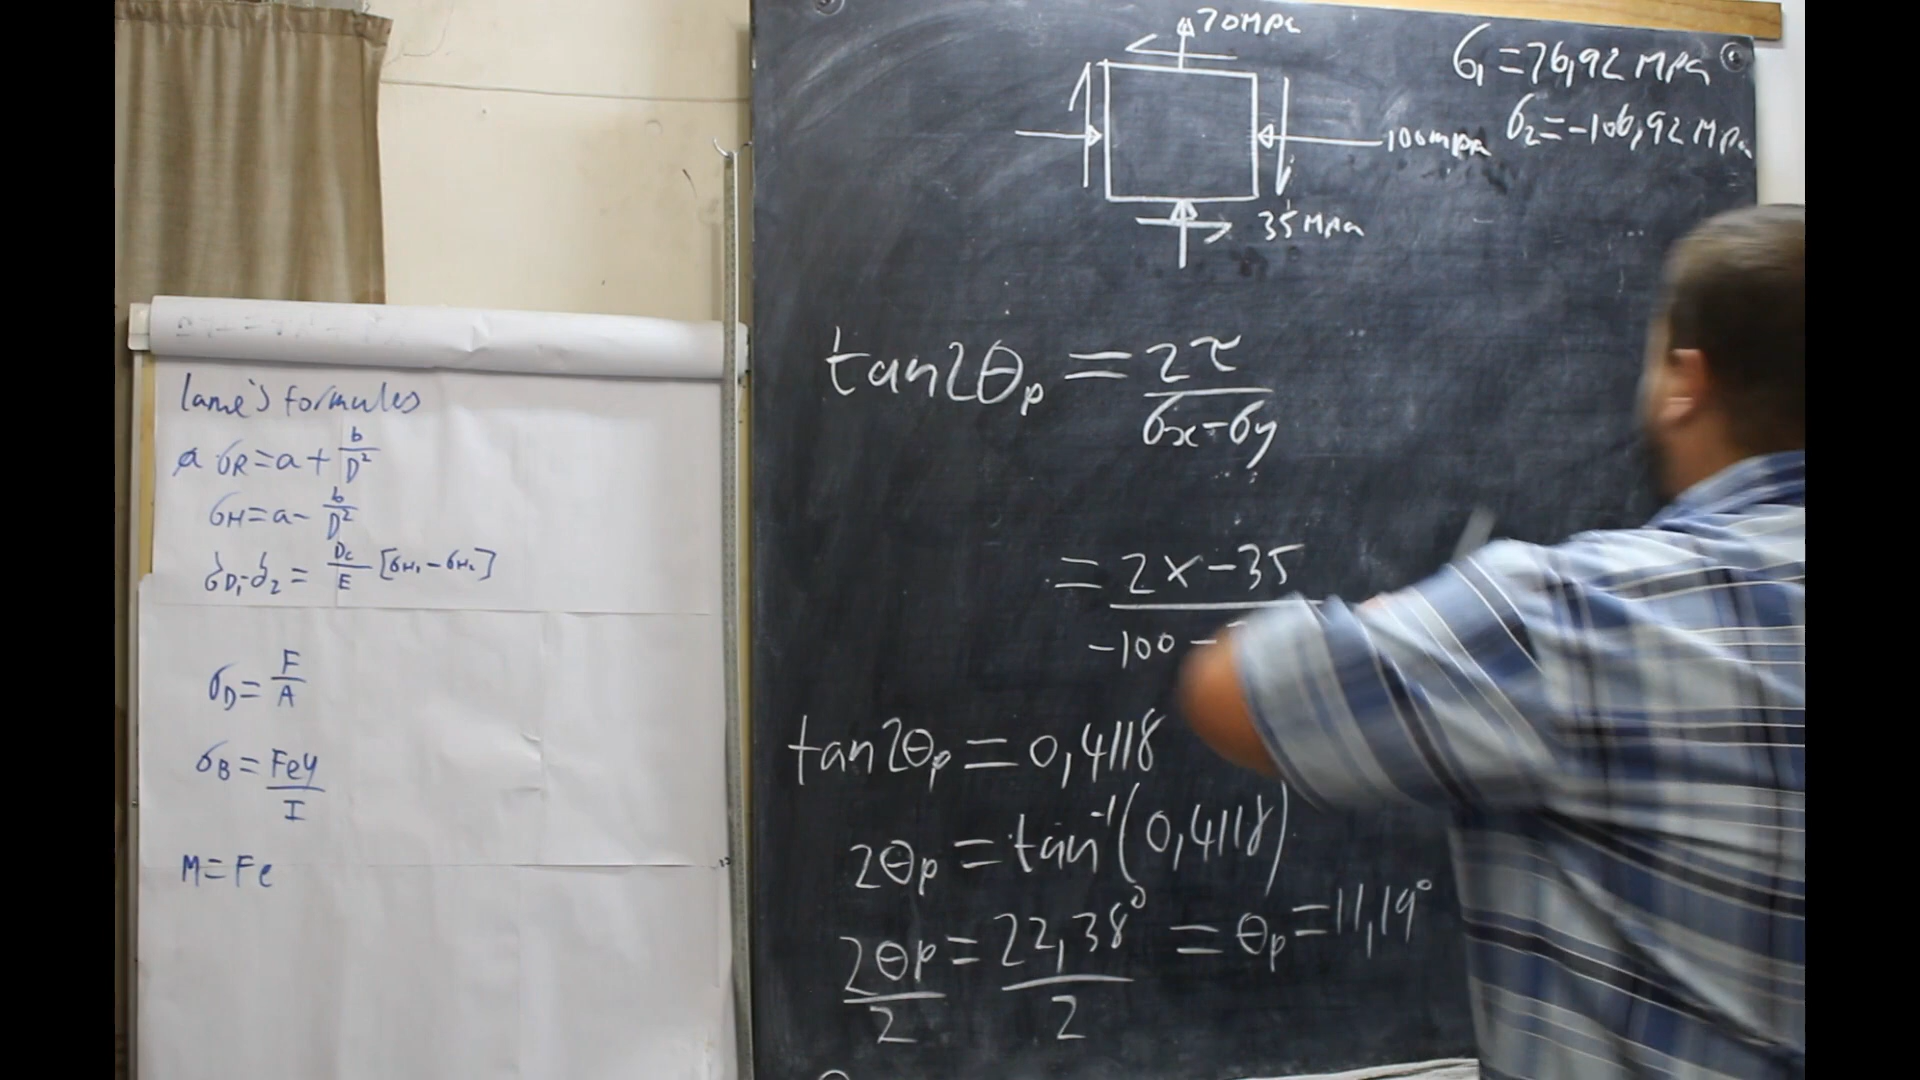 lame's formules
σR = a + b/D²
σH = a - b/D²
= Dc/E [σH₁ - σH₂]
σD = F/A
σB = Fey/I
M = Fe
70MPa
100mpa
35MPa
σ₁ = 76,92 MPa
σ₂ = -106,92 MPa
tan2θp = 2τ/σx-σy
= 2x-35
-100 -
tan2θp = 0,4118
2θp = tan⁻¹(0,4118)
2θp/2 = 22,38°/2 = θp = 11,19°